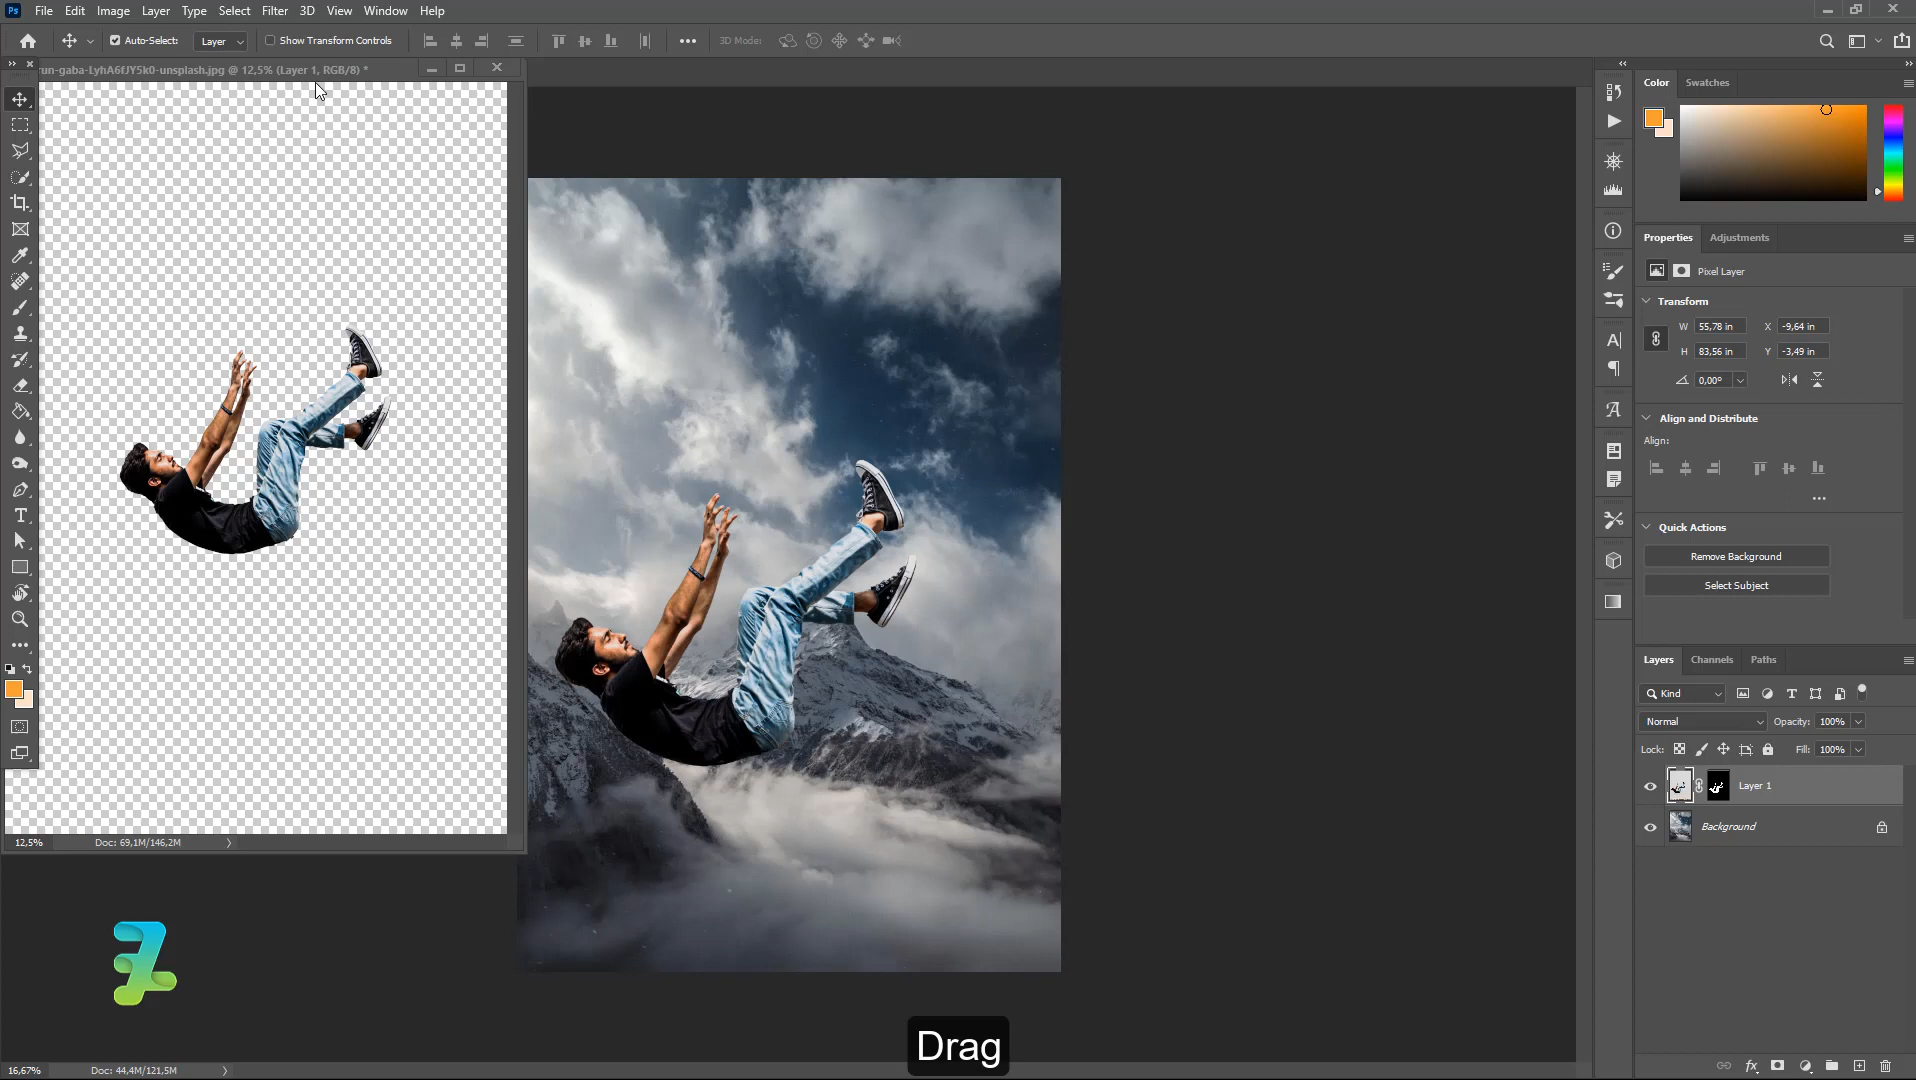 Ps File Edit Image Layer Type Select Filter 3D View Window Help
Auto-Select: Layer Show Transform Controls 3D Mode:
un-gaba-LyhA6fJY5k0-unsplash.jpg @ 12,5% (Layer 1, RGB/8) *
Color Swatches
Properties Adjustments
Pixel Layer
Transform
W 55,78 in X -9,64 in
H 83,56 in Y -3,49 in
0,00°
Align and Distribute
Align:
Quick Actions
Remove Background
Select Subject
Layers Channels Paths
Kind
Normal Opacity: 100%
Lock: Fill: 100%
Layer 1
Background
12,5% Doc: 69,1M/146,2M
Drag
16,67% Doc: 44,4M/121,5M